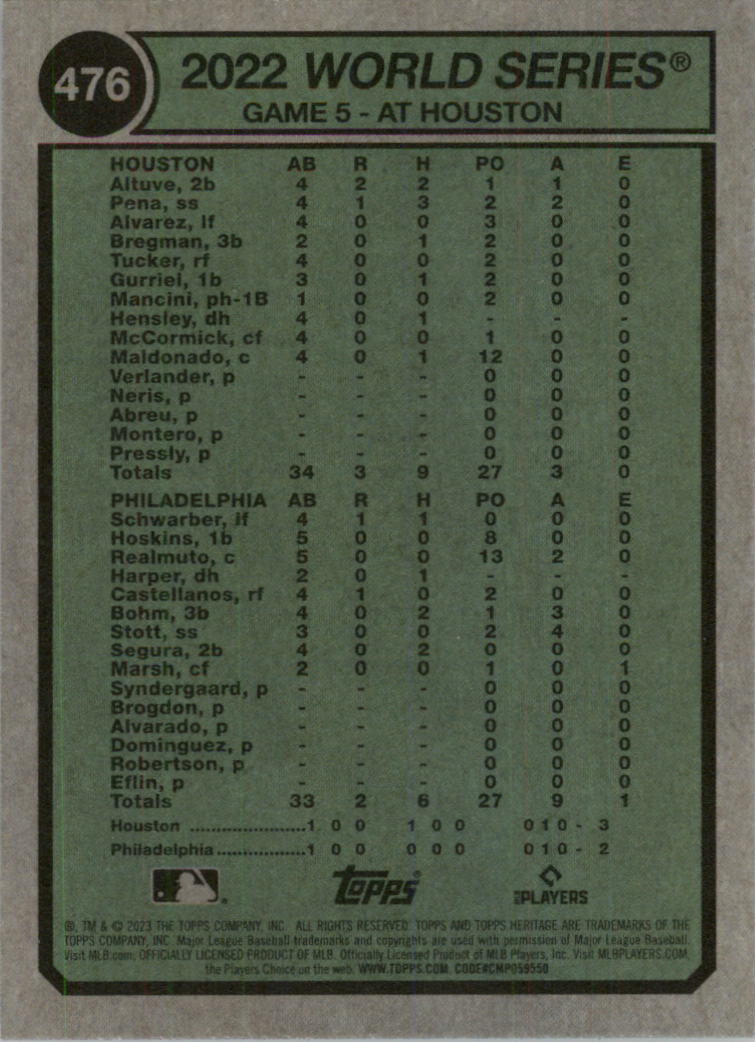 476
2022 WORLD SERIES®
GAME 5 - AT HOUSTON
HOUSTON AB R H PO A E
Altuve, 2b 4 2 2 1 1 0
Pena, ss 4 1 3 2 2 0
Alvarez, lf 4 0 0 3 0 0
Bregman, 3b 2 0 1 2 0 0
Tucker, rf 4 0 0 2 0 0
Gurriel, 1b 3 0 1 2 0 0
Mancini, ph-1B 1 0 0 2 0 0
Hensley, dh 4 0 1 - - -
McCormick, cf 4 0 0 1 0 0
Maldonado, c 4 0 1 12 0 0
Verlander, p - - - 0 0 0
Neris, p - - - 0 0 0
Abreu, p - - - 0 0 0
Montero, p - - - 0 0 0
Pressly, p - - - 0 0 0
Totals 34 3 9 27 3 0
PHILADELPHIA AB R H PO A E
Schwarber, lf 4 1 1 0 0 0
Hoskins, 1b 5 0 0 8 0 0
Realmuto, c 5 0 0 13 2 0
Harper, dh 2 0 1 - - -
Castellanos, rf 4 1 0 2 0 0
Bohm, 3b 4 0 2 1 3 0
Stott, ss 3 0 0 2 4 0
Segura, 2b 4 0 2 0 0 0
Marsh, cf 2 0 0 1 0 1
Syndergaard, p - - - 0 0 0
Brogdon, p - - - 0 0 0
Alvarado, p - - - 0 0 0
Dominguez, p - - - 0 0 0
Robertson, p - - - 0 0 0
Eflin, p - - - 0 0 0
Totals 33 2 6 27 9 1
Houston ......................1 0 0 1 0 0 0 1 0 - 3
Philadelphia.................1 0 0 0 0 0 0 1 0 - 2
topps® PLAYERS
®, TM & © 2023 THE TOPPS COMPANY, INC. ALL RIGHTS RESERVED. TOPPS AND TOPPS HERITAGE ARE TRADEMARKS OF THE
TOPPS COMPANY, INC. Major League Baseball trademarks and copyrights are used with permission of Major League Baseball.
Visit MLB.com. OFFICIALLY LICENSED PRODUCT OF MLB. Officially Licensed Product of MLB Players, Inc. Visit MLBPLAYERS.COM,
the Players Choice on the web. WWW.TOPPS.COM. CODE#CMP059550